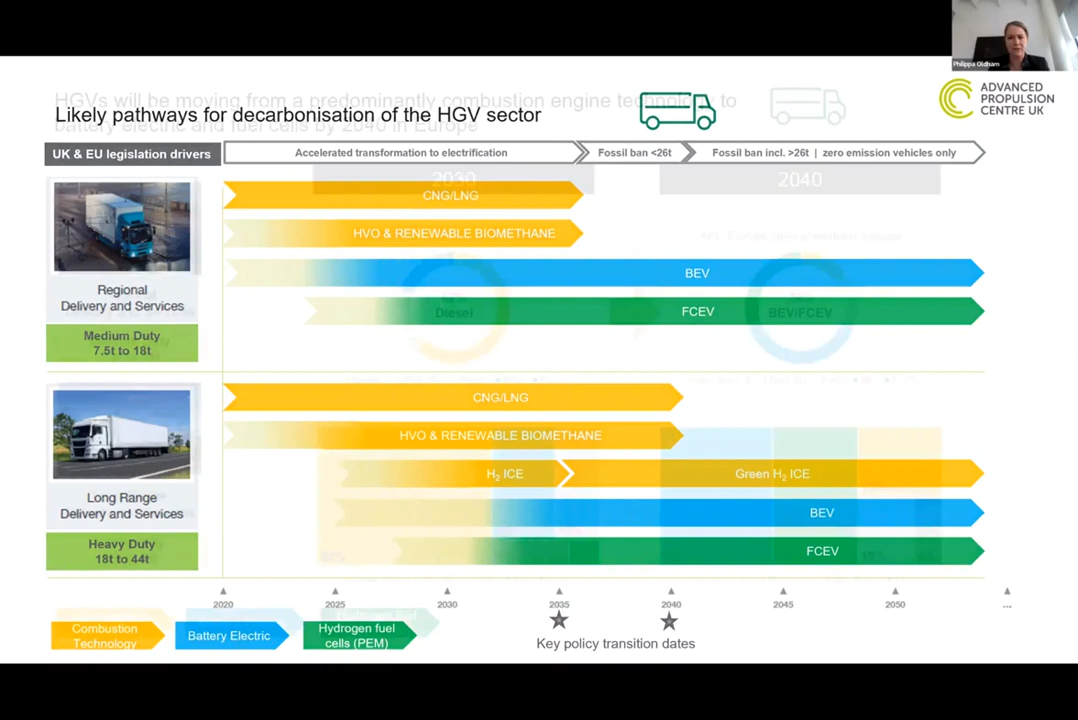 Philippa Oldham
HGVs will be moving from a predominantly combustion engine technology to
battery electric and fuel cells by 2040 in Europe
Likely pathways for decarbonisation of the HGV sector
ADVANCED
PROPULSION
CENTRE UK
UK & EU legislation drivers
Accelerated transformation to electrification
Fossil ban <26t
Fossil ban incl. >26t | zero emission vehicles only
2030
2040
CNG/LNG
HVO & RENEWABLE BIOMETHANE
BEV
FCEV
Diesel
BEV/FCEV
Regional
Delivery and Services
Medium Duty
7.5t to 18t
CNG/LNG
HVO & RENEWABLE BIOMETHANE
H₂ ICE
Green H₂ ICE
BEV
FCEV
Long Range
Delivery and Services
Heavy Duty
18t to 44t
2020
2025
2030
2035
2040
2045
2050
...
Combustion
Technology
Battery Electric
Hydrogen fuel
cells (PEM)
Key policy transition dates